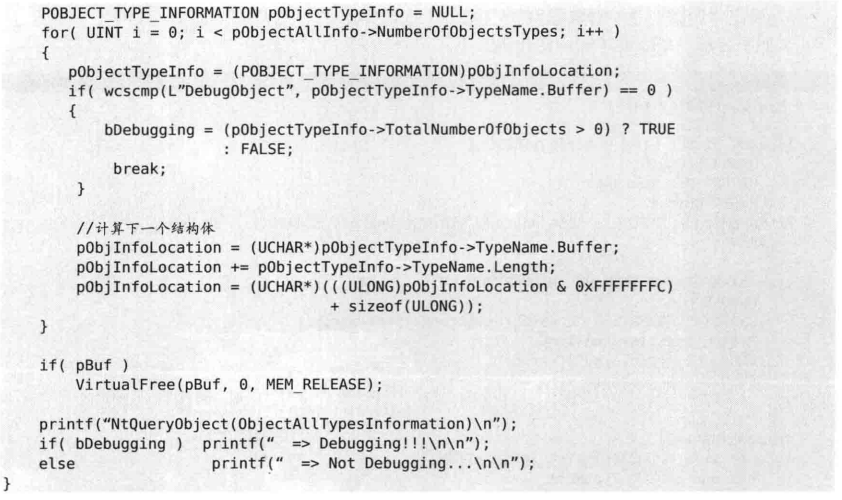 POBJECT_TYPE_INFORMATION pObjectTypeInfo = NULL;
for( UINT i = 0; i < pObjectAllInfo->NumberOfObjectsTypes; i++ )
{
pObjectTypeInfo = (POBJECT_TYPE_INFORMATION)pObjInfoLocation;
if( wcscmp(L”DebugObject”, pObjectTypeInfo->TypeName.Buffer) == 0 )
{
bDebugging = (pObjectTypeInfo->TotalNumberOfObjects > 0) ? TRUE
: FALSE;
break;
}
//计算下一个结构体
pObjInfoLocation = (UCHAR*)pObjectTypeInfo->TypeName.Buffer;
pObjInfoLocation += pObjectTypeInfo->TypeName.Length;
pObjInfoLocation = (UCHAR*)(((ULONG)pObjInfoLocation & 0xFFFFFFFC)
+ sizeof(ULONG));
}
if( pBuf )
VirtualFree(pBuf, 0, MEM_RELEASE);
printf(“NtQueryObject(ObjectAllTypesInformation)\n”);
if( bDebugging ) printf(“ => Debugging!!!\n\n”);
else printf(“ => Not Debugging...\n\n”);
}